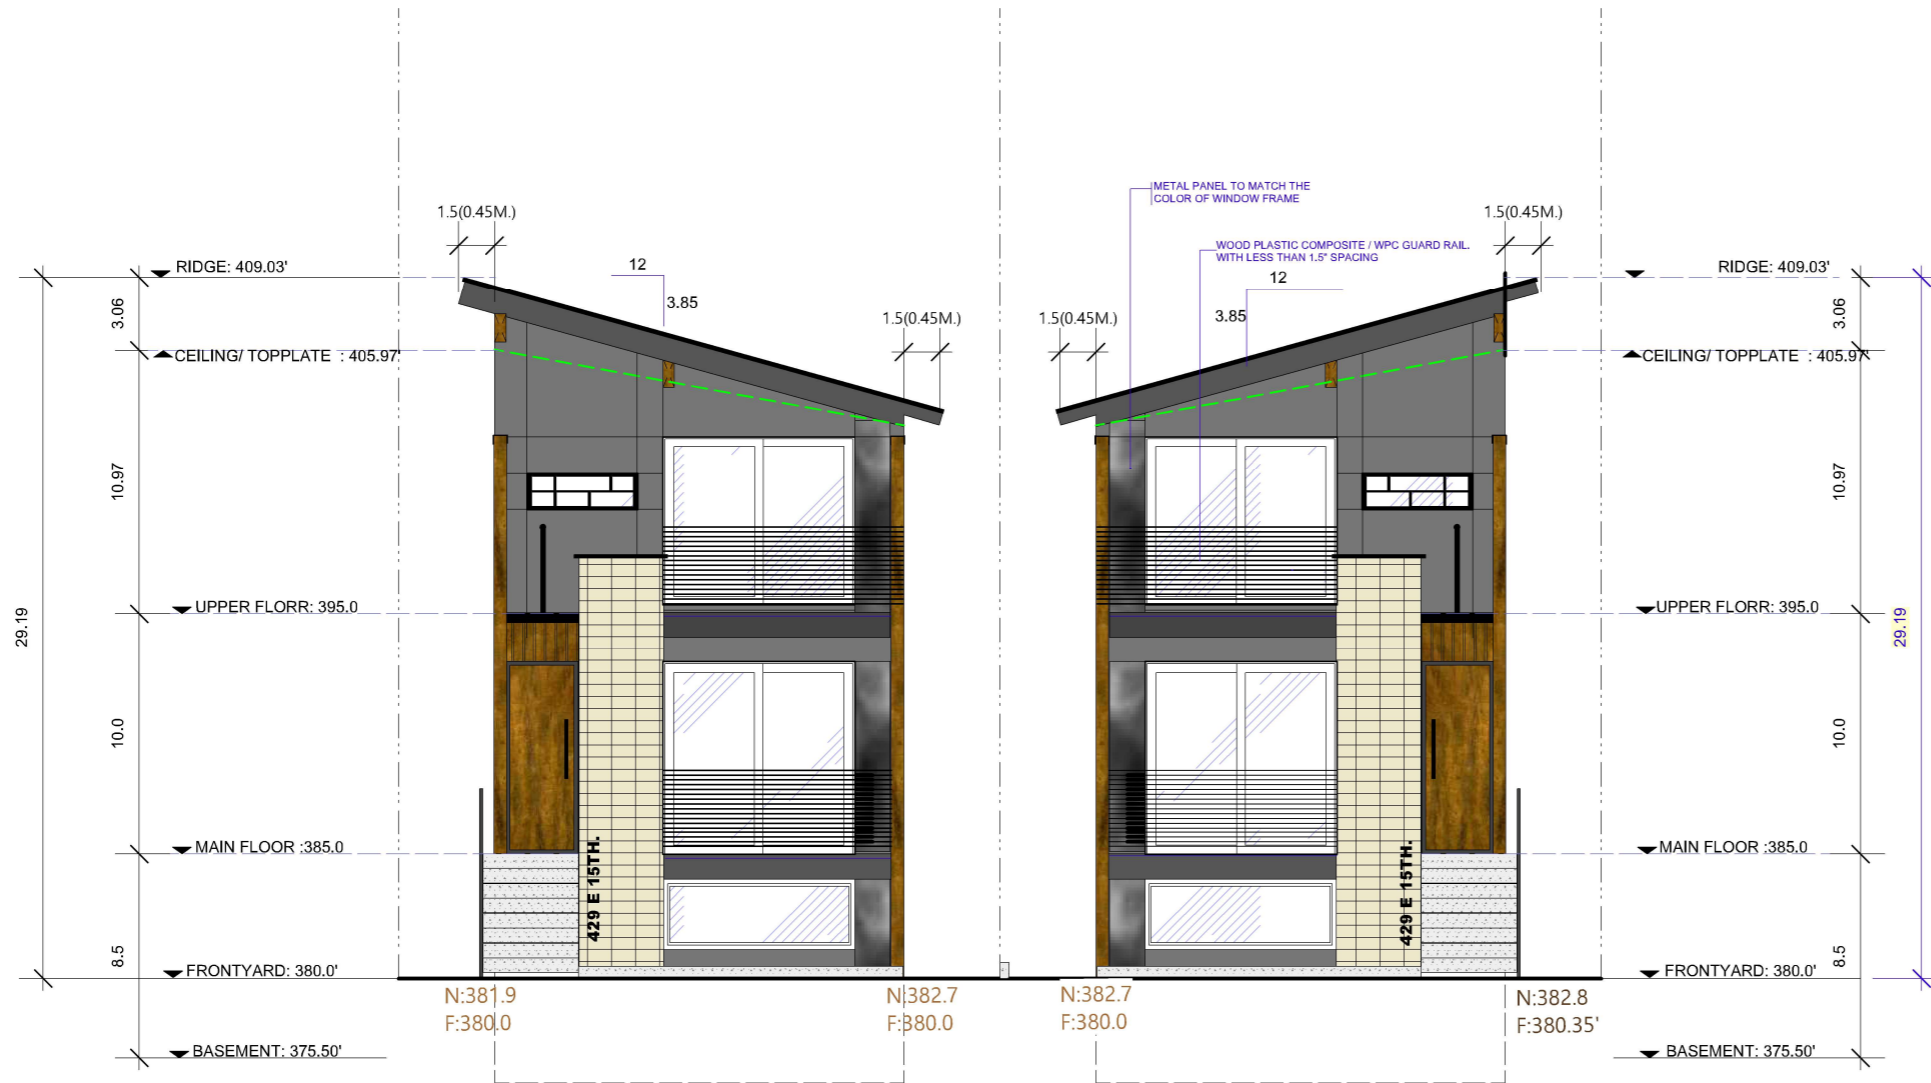 METAL PANEL TO MATCH THE
COLOR OF WINDOW FRAME
1.5(0.45M.)
1.5(0.45M.)
WOOD PLASTIC COMPOSITE / WPC GUARD RAIL.
WITH LESS THAN 1.5" SPACING
RIDGE: 409.03'
12
12
RIDGE: 409.03'
3.06
3.85
3.85
3.06
1.5(0.45M.)
1.5(0.45M.)
CEILING/ TOPPLATE : 405.97'
CEILING/ TOPPLATE : 405.97'
10.97
10.97
UPPER FLORR: 395.0
UPPER FLORR: 395.0
29.19
29.19
10.0
10.0
MAIN FLOOR :385.0
MAIN FLOOR :385.0
429 E 15TH.
429 E 15TH.
8.5
8.5
FRONTYARD: 380.0'
FRONTYARD: 380.0'
N:381.9
F:380.0
N:382.7
F:380.0
N:382.7
F:380.0
N:382.8
F:380.35'
BASEMENT: 375.50'
BASEMENT: 375.50'